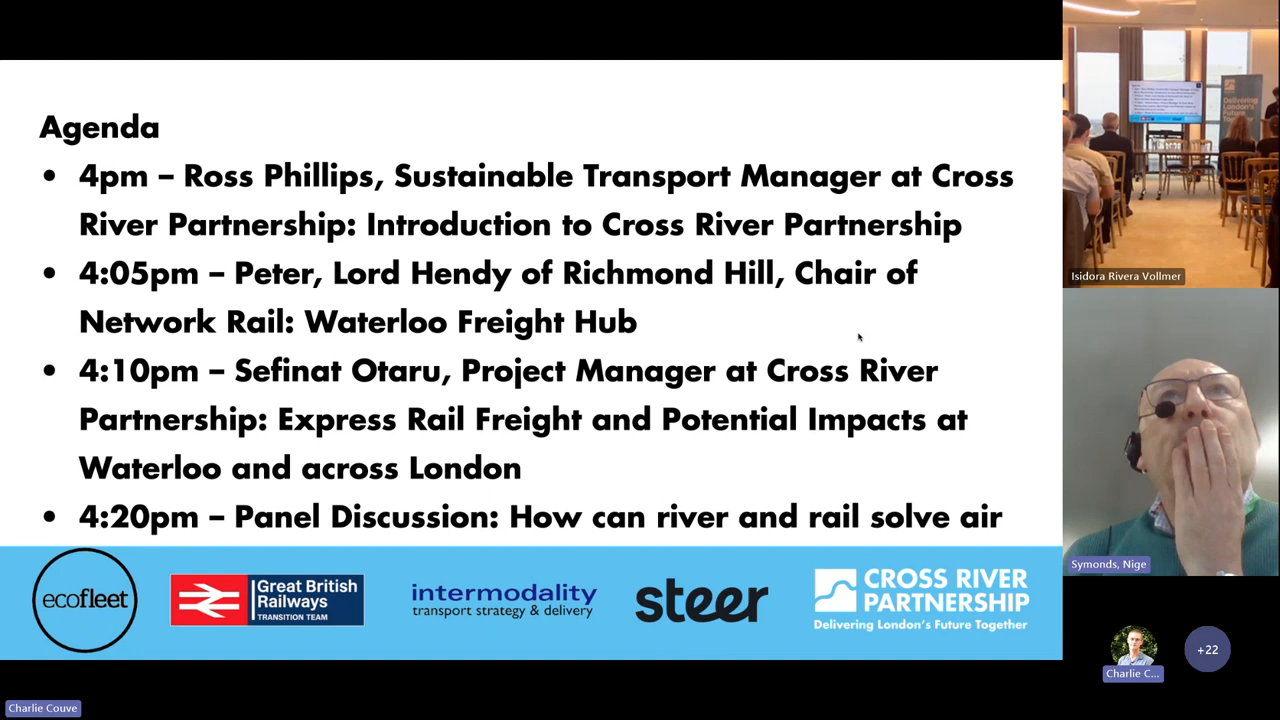 Agenda
• 4pm – Ross Phillips, Sustainable Transport Manager at Cross
River Partnership: Introduction to Cross River Partnership
• 4:05pm – Peter, Lord Hendy of Richmond Hill, Chair of
Network Rail: Waterloo Freight Hub
• 4:10pm – Sefinat Otaru, Project Manager at Cross River
Partnership: Express Rail Freight and Potential Impacts at
Waterloo and across London
• 4:20pm – Panel Discussion: How can river and rail solve air
ecofleet
Great British
Railways
TRANSITION TEAM
intermodality
transport strategy & delivery
steer
CROSS RIVER
PARTNERSHIP
Delivering London's Future Together
Charlie Couve
Delivering
London's
Future
Isidora Rivera Vollmer
Symonds, Nige
Charlie C...
+22